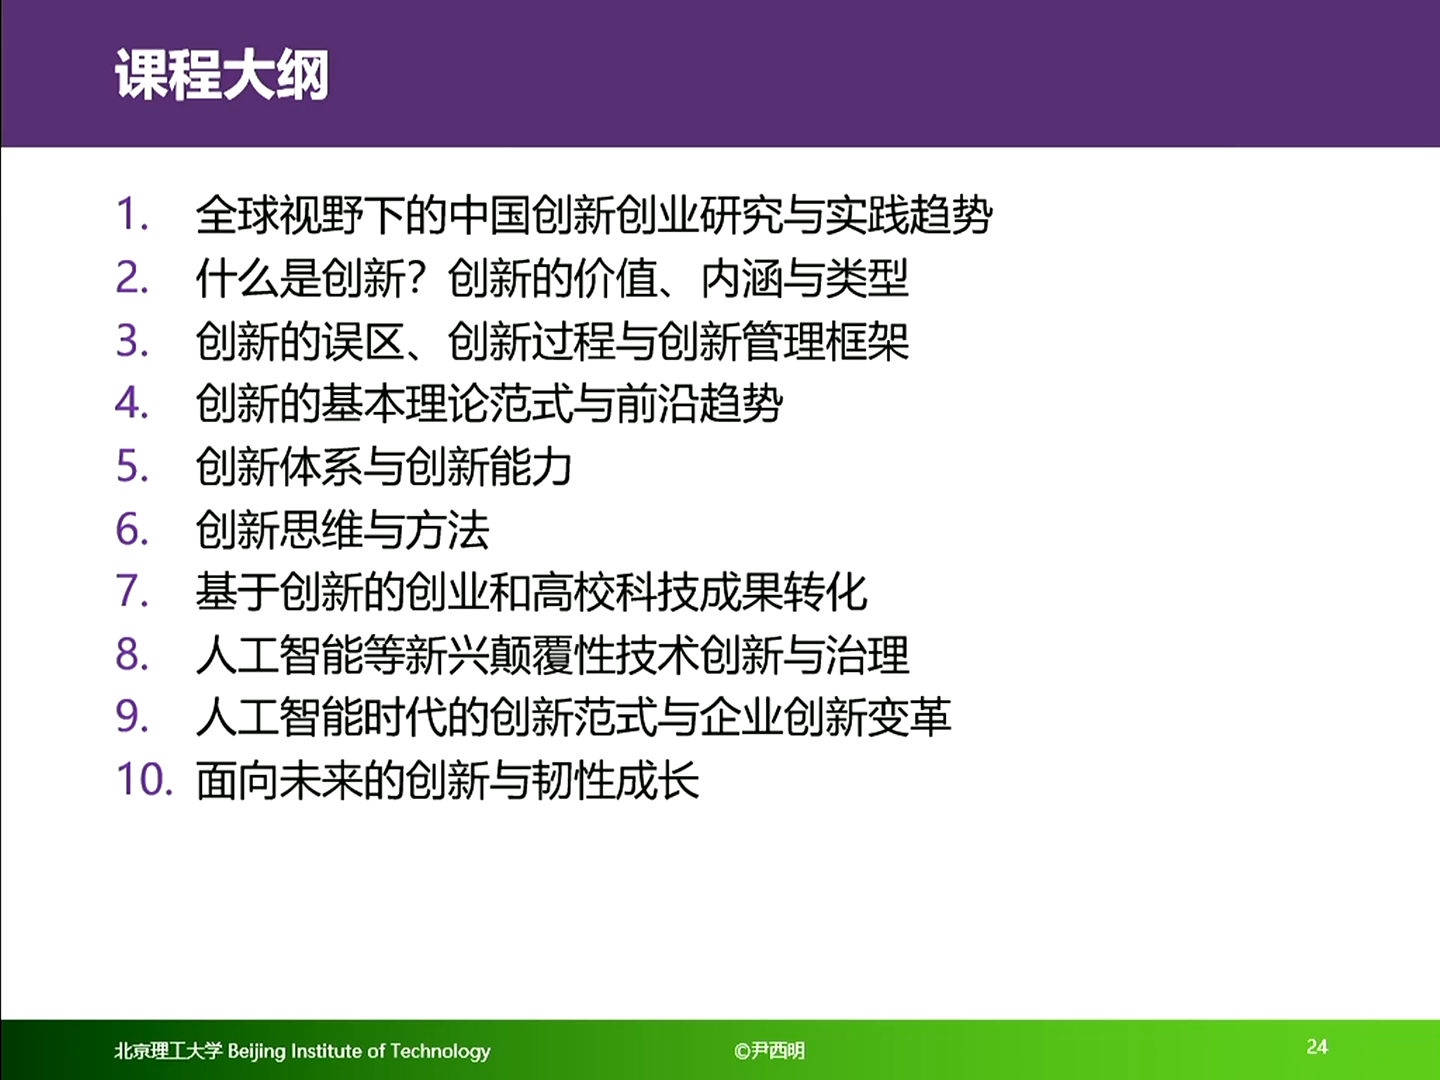 课程大纲
1. 全球视野下的中国创新创业研究与实践趋势
2. 什么是创新？创新的价值、内涵与类型
3. 创新的误区、创新过程与创新管理框架
4. 创新的基本理论范式与前沿趋势
5. 创新体系与创新能力
6. 创新思维与方法
7. 基于创新的创业和高校科技成果转化
8. 人工智能等新兴颠覆性技术创新与治理
9. 人工智能时代的创新范式与企业创新变革
10. 面向未来的创新与韧性成长
北京理工大学 Beijing Institute of Technology
©尹西明
24